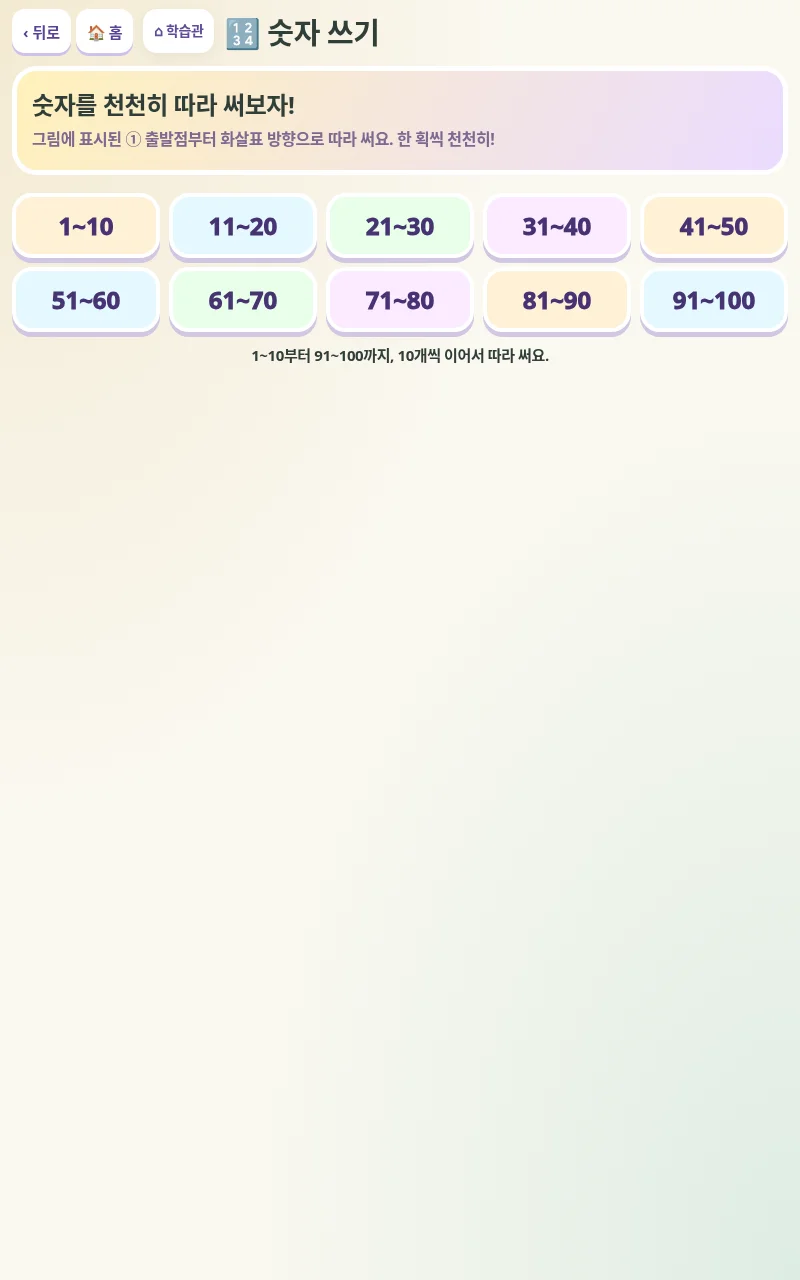 ‹ 뒤로 🏠 홈 ⌂ 학습관 🔢 숫자 쓰기
숫자를 천천히 따라 써보자!
그림에 표시된 ① 출발점부터 화살표 방향으로 따라 써요. 한 획씩 천천히!
1~10 11~20 21~30 31~40 41~50
51~60 61~70 71~80 81~90 91~100
1~10부터 91~100까지, 10개씩 이어서 따라 써요.